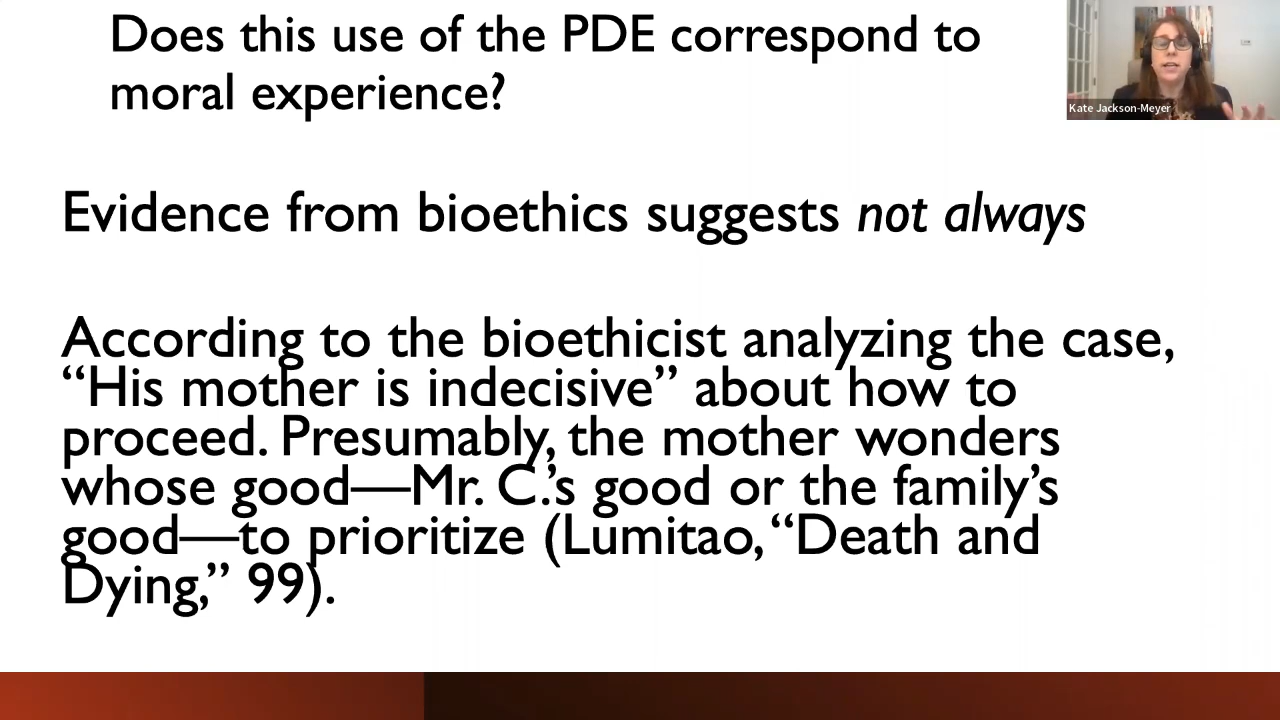 Does this use of the PDE correspond to
moral experience?
Kate Jackson-Meyer
Evidence from bioethics suggests not always
According to the bioethicist analyzing the case,
“His mother is indecisive” about how to
proceed. Presumably, the mother wonders
whose good—Mr. C.’s good or the family’s
good—to prioritize (Lumitao, “Death and
Dying,” 99).